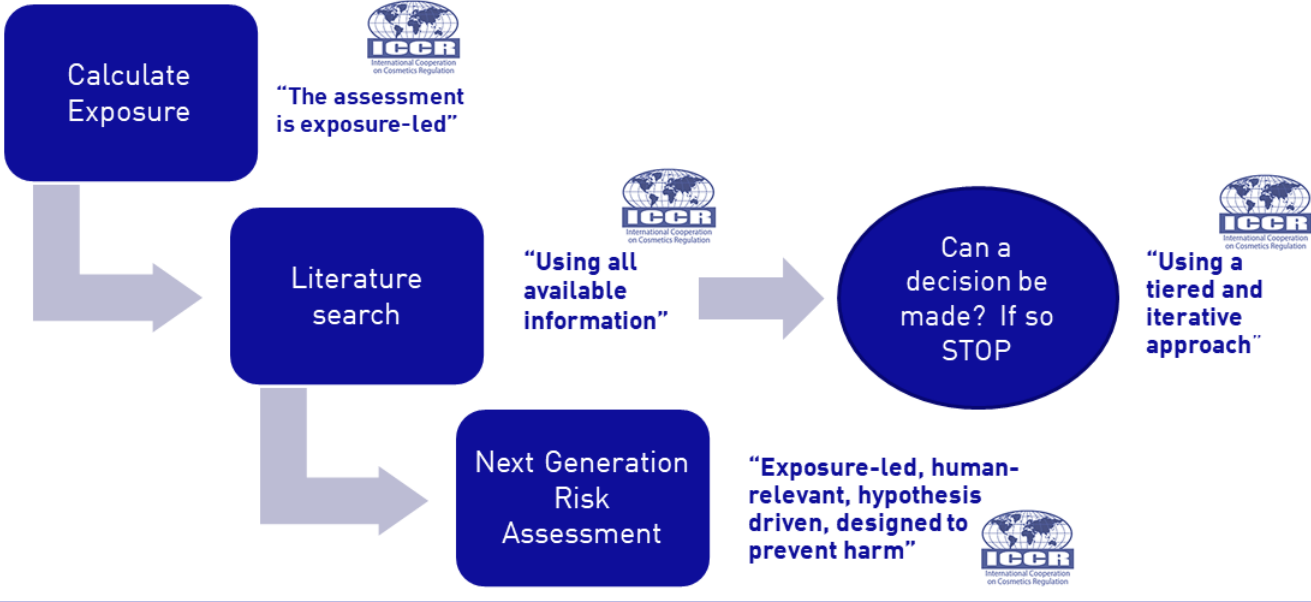 Calculate
Exposure
ICCR
International Cooperation
on Cosmetics Regulation
“The assessment
is exposure-led”
Literature
search
ICCR
International Cooperation
on Cosmetics Regulation
“Using all
available
information”
Can a
decision be
made? If so
STOP
ICCR
International Cooperation
on Cosmetics Regulation
“Using a
tiered and
iterative
approach”
Next Generation
Risk
Assessment
“Exposure-led, human-
relevant, hypothesis
driven, designed to
prevent harm”
ICCR
International Cooperation
on Cosmetics Regulation